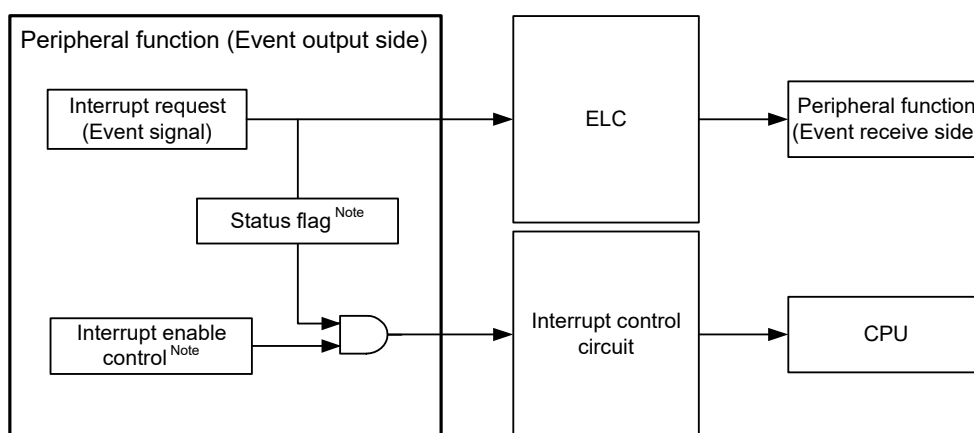 Peripheral function (Event output side)
Interrupt request
(Event signal)
ELC
Peripheral function
(Event receive side
Status flag Note
Interrupt enable
control Note
Interrupt control
circuit
CPU